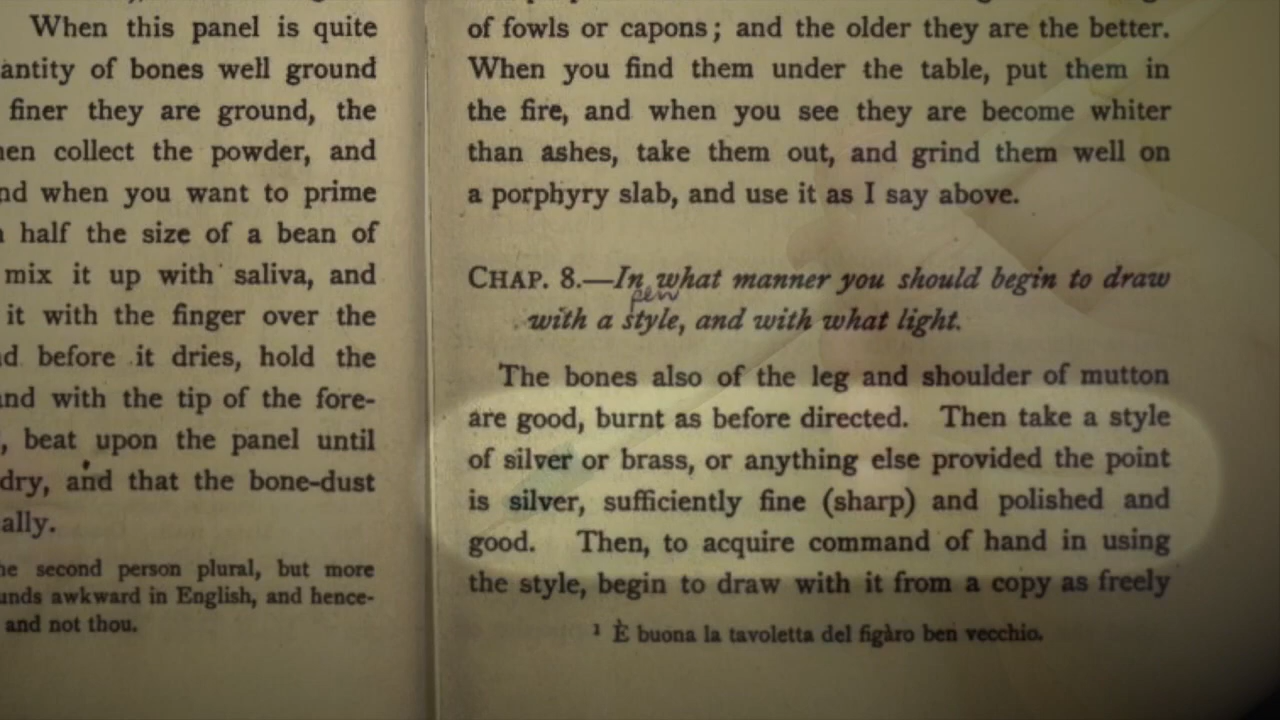 When this panel is quite
antity of bones well ground
finer they are ground, the
en collect the powder, and
nd when you want to prime
half the size of a bean of
mix it up with saliva, and
it with the finger over the
d before it dries, hold the
and with the tip of the fore-
, beat upon the panel until
dry, and that the bone-dust
ally.
he second person plural, but more
unds awkward in English, and hence-
and not thou.
of fowls or capons; and the older they are the better.
When you find them under the table, put them in
the fire, and when you see they are become whiter
than ashes, take them out, and grind them well on
a porphyry slab, and use it as I say above.
CHAP. 8.—In what manner you should begin to draw
pen
with a style, and with what light.
The bones also of the leg and shoulder of mutton
are good, burnt as before directed. Then take a style
of silver or brass, or anything else provided the point
is silver, sufficiently fine (sharp) and polished and
good. Then, to acquire command of hand in using
the style, begin to draw with it from a copy as freely
¹ È buona la tavoletta del figàro ben vecchio.